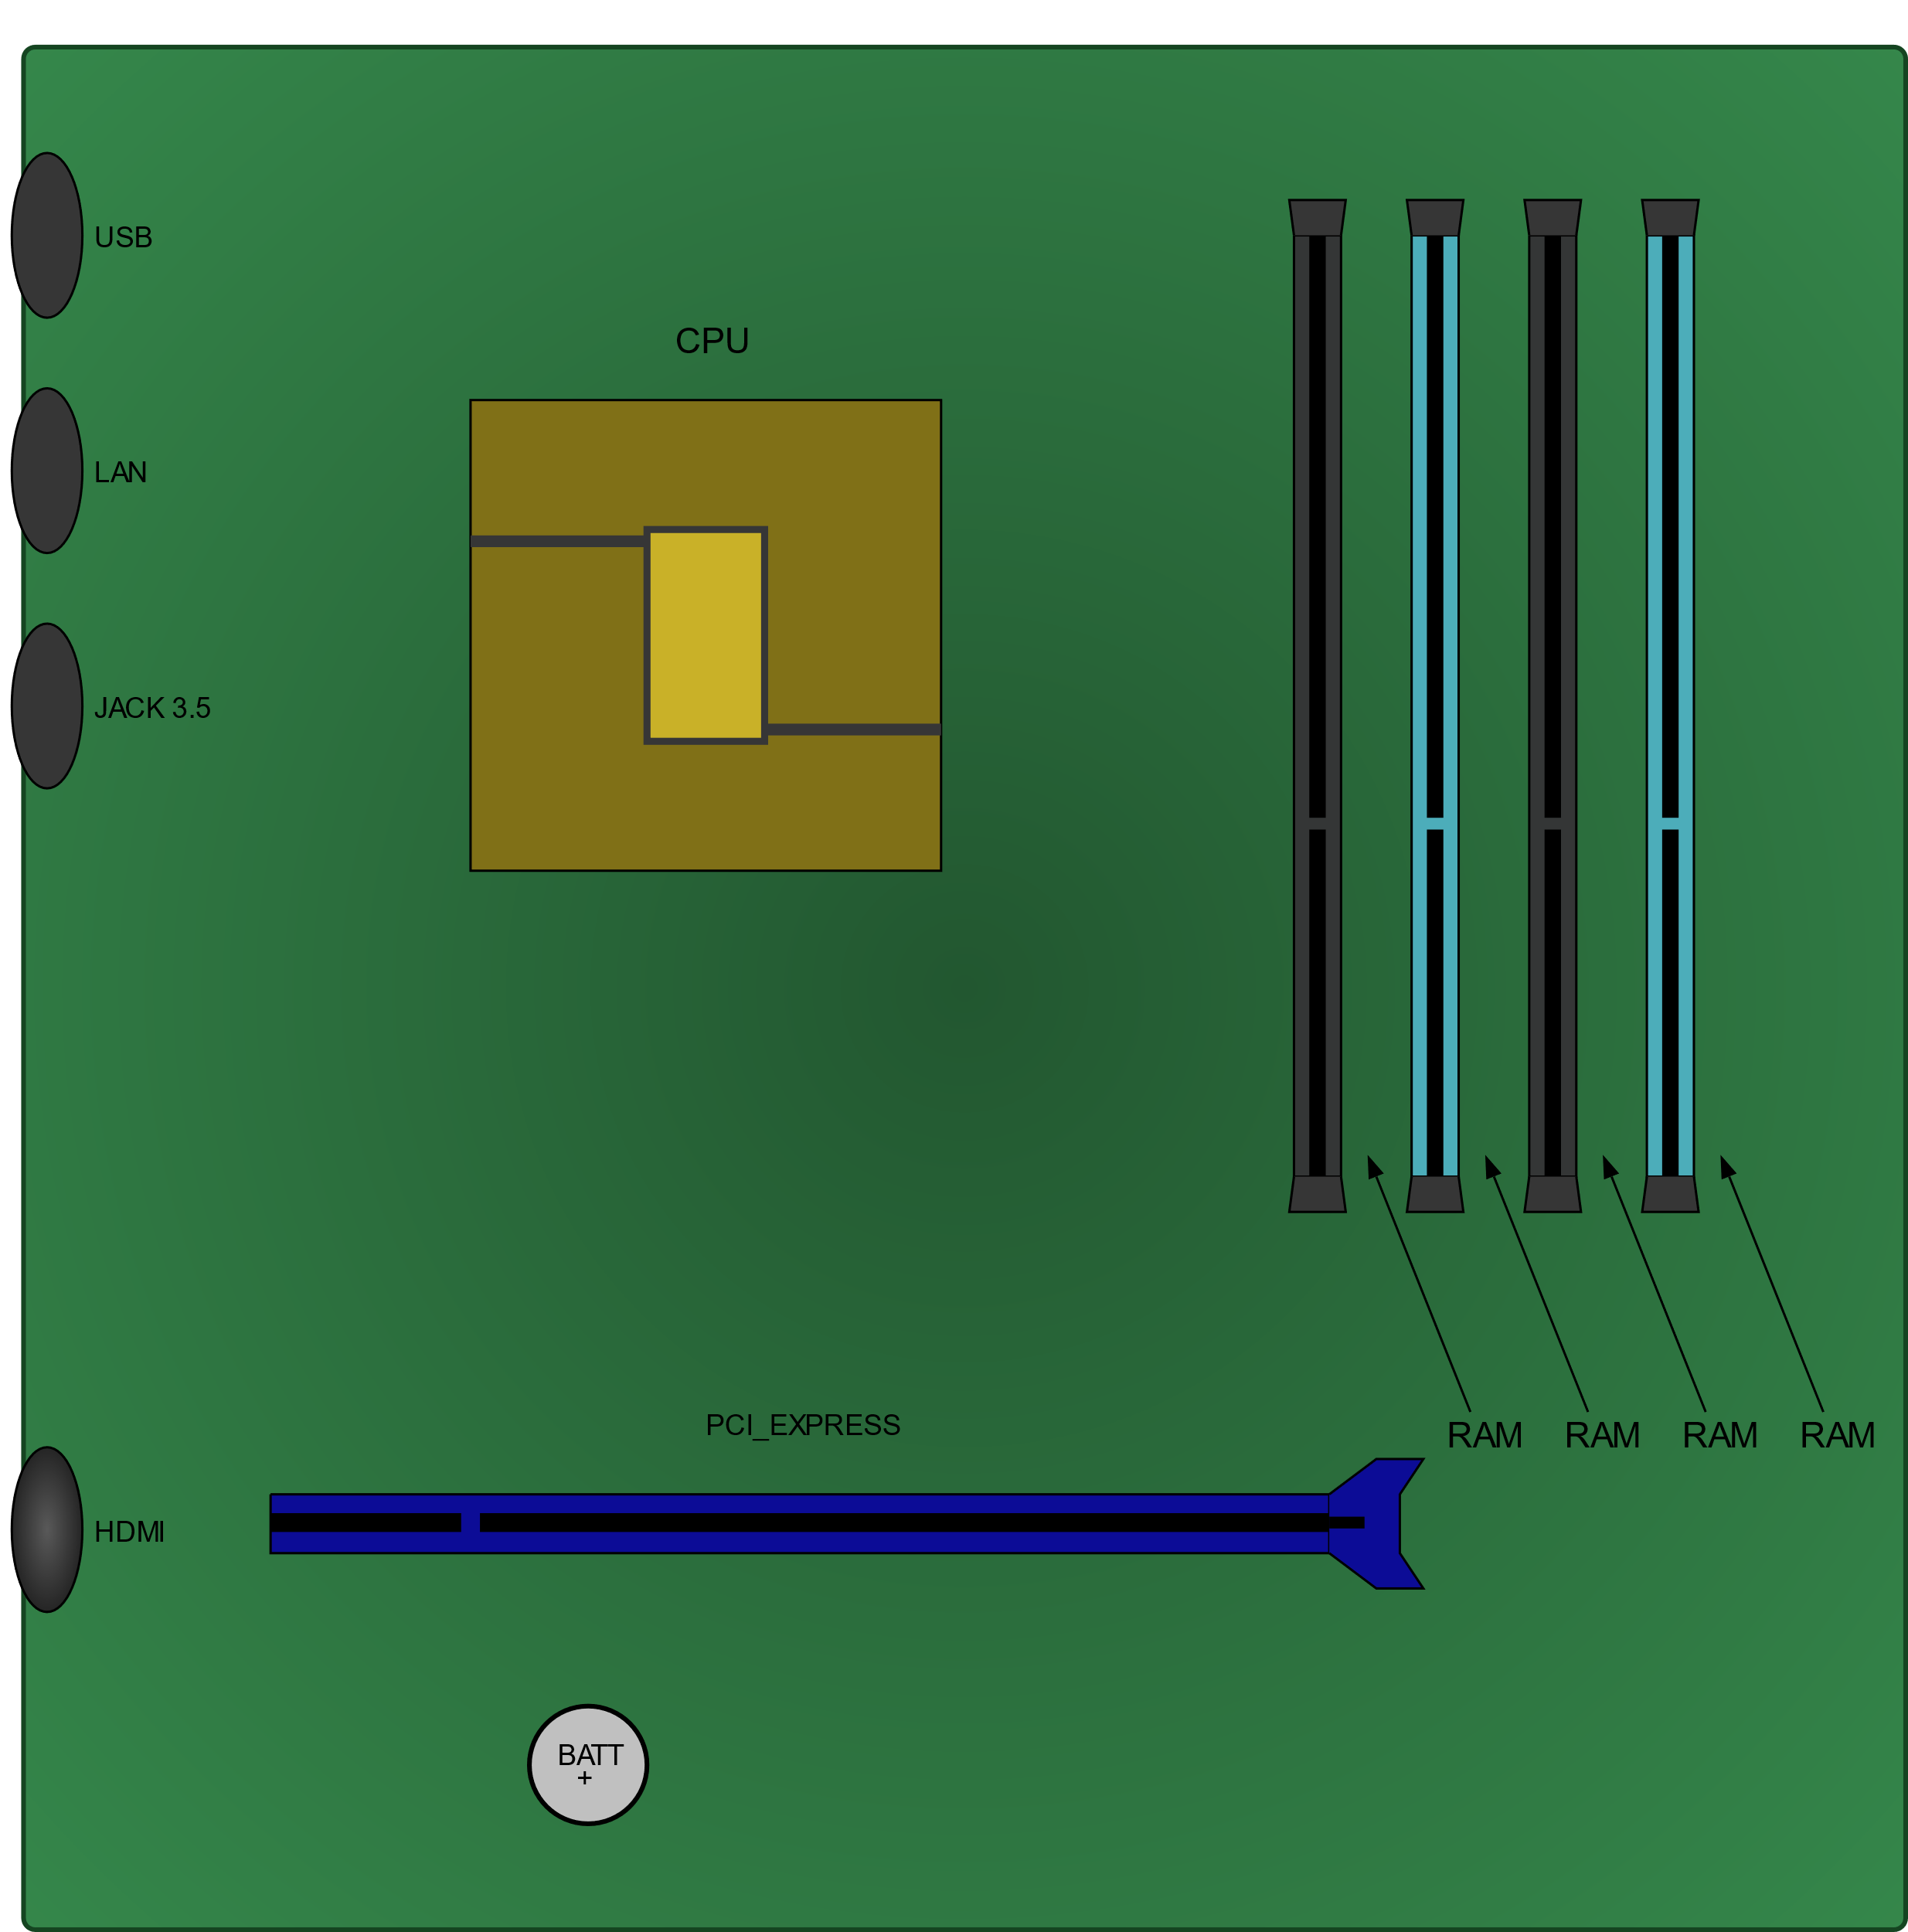 USB
CPU
LAN
JACK 3.5
PCI_EXPRESS
RAM RAM RAM RAM
HDMI
BATT
+